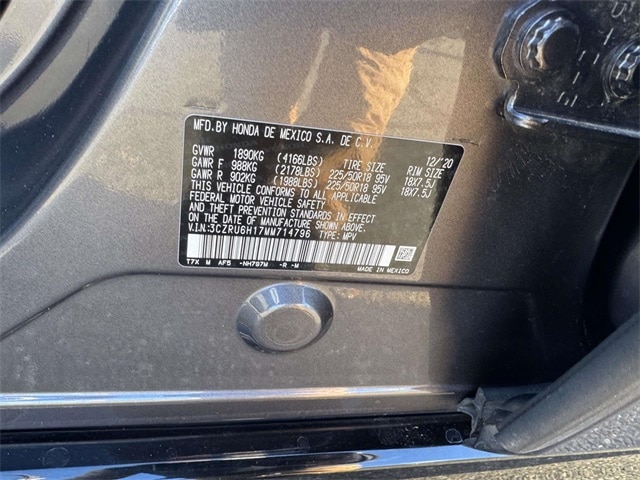 MFD.BY HONDA DE MEXICO S.A. DE C.V. 12/20
GVWR 1890KG (4166LBS) TIRE SIZE RIM SIZE
GAWR F 988KG (2178LBS) 225/50R18 95V 18X7.5J
GAWR R 902KG (1988LBS) 225/50R18 95V 18X7.5J
THIS VEHICLE CONFORMS TO ALL APPLICABLE
FEDERAL MOTOR VEHICLE SAFETY
AND THEFT PREVENTION STANDARDS IN EFFECT
ON THE DATE OF MANUFACTURE SHOWN ABOVE.
V.I.N:3CZRU6H17MM714796 TYPE: MPV
T7X M AF5 -NH797M -R -M MADE IN MEXICO